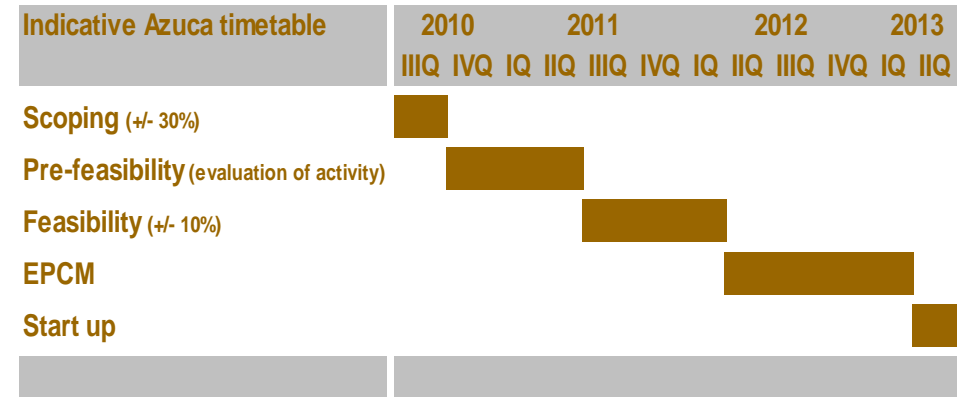 Indicative Azuca timetable 2010 2011 2012 2013
IIIQ IVQ IQ IIQ IIIQ IVQ IQ IIQ IIIQ IVQ IQ IIQ
Scoping (+/- 30%)
Pre-feasibility (evaluation of activity)
Feasibility (+/- 10%)
EPCM
Start up